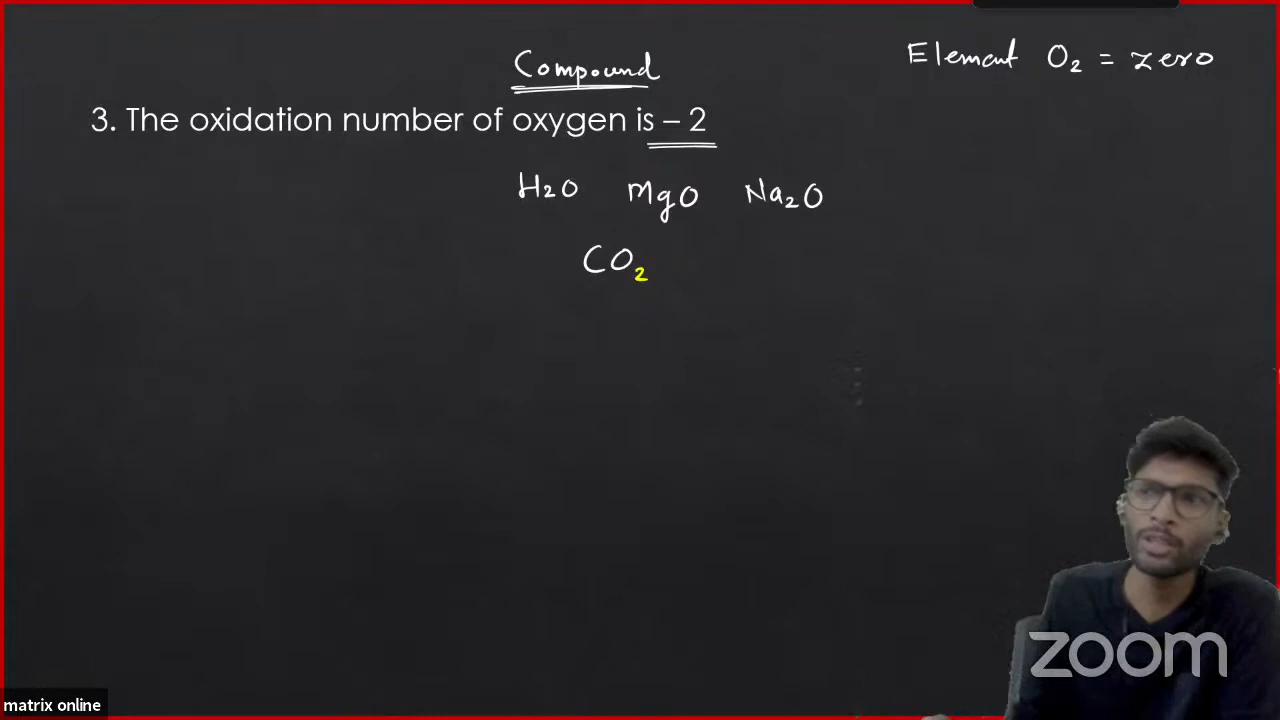 Compound
Element O₂ = zero
3. The oxidation number of oxygen is – 2
H₂O MgO Na₂O
CO₂
zoom
matrix online